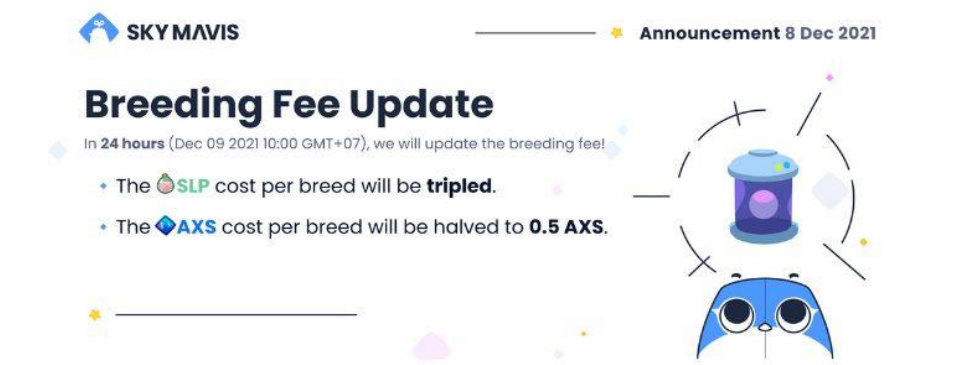 SKY MAVIS
Announcement 8 Dec 2021
Breeding Fee Update
In 24 hours (Dec 09 2021 10:00 GMT+07), we will update the breeding fee!
The SLP cost per breed will be tripled.
The AXS cost per breed will be halved to 0.5 AXS.